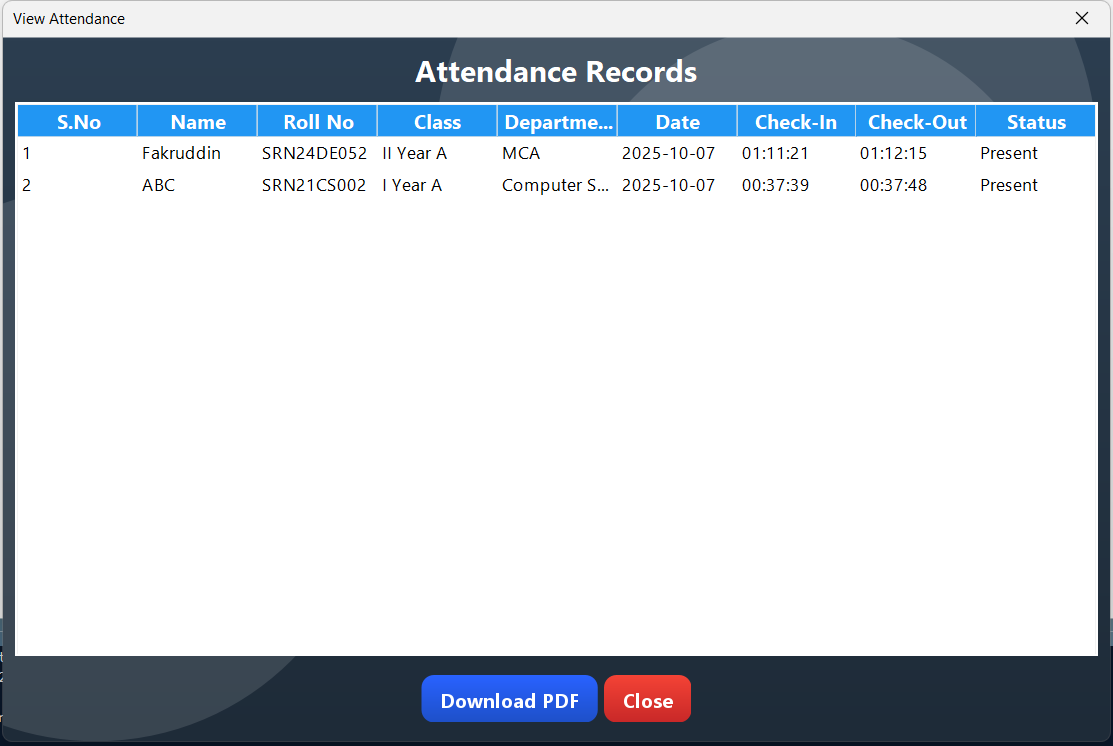 View Attendance
Attendance Records
S.No Name Roll No Class Departme... Date Check-In Check-Out Status
1 Fakruddin SRN24DE052 II Year A MCA 2025-10-07 01:11:21 01:12:15 Present
2 ABC SRN21CS002 I Year A Computer S... 2025-10-07 00:37:39 00:37:48 Present
Download PDF Close